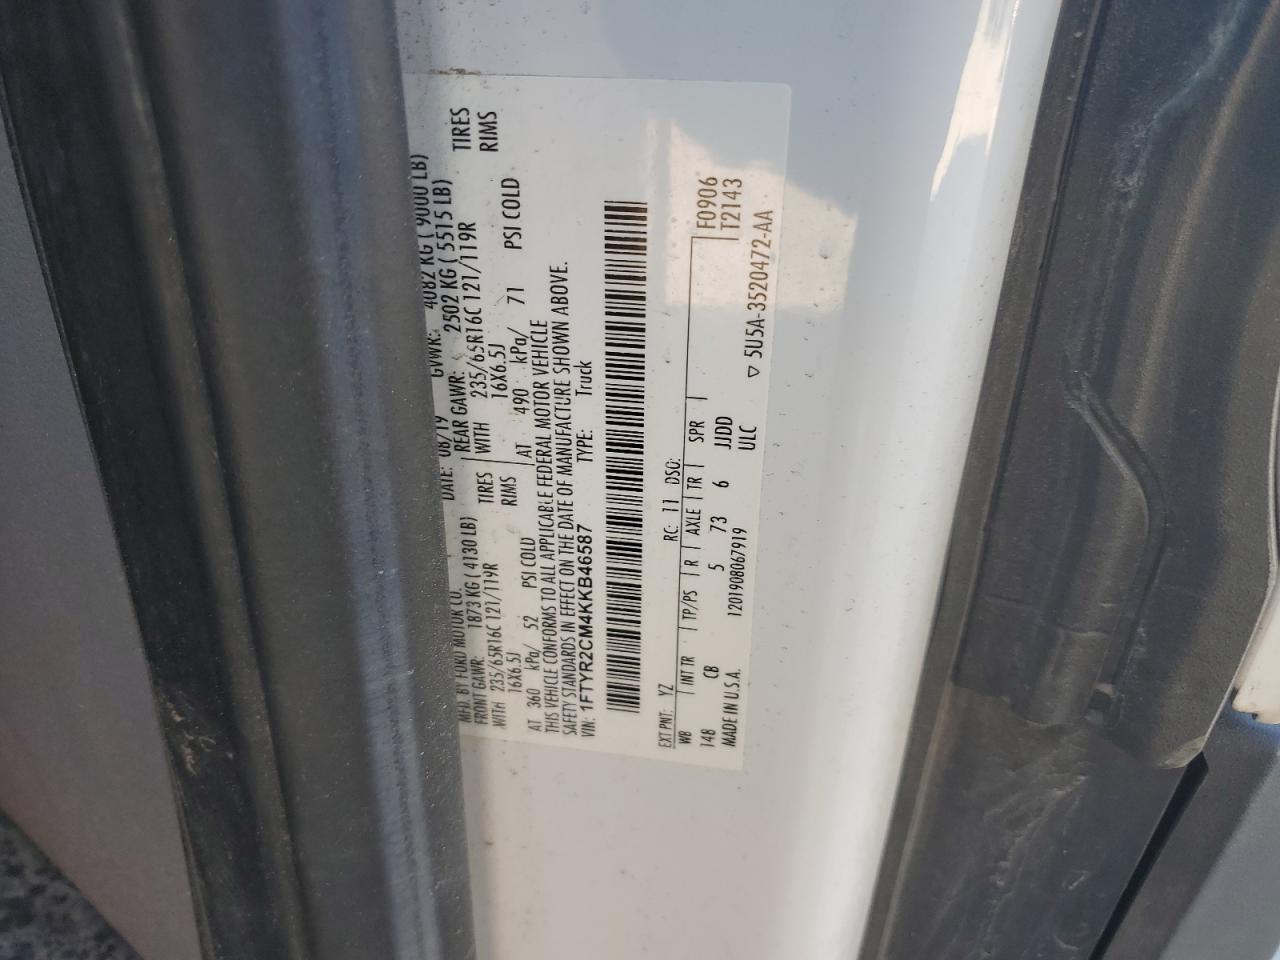 MFD. BY FORD MOTOR CO.
DATE: 08/19 GVWR: 4082 KG ( 9000 LB)
FRONT GAWR: 1873 KG ( 4130 LB) REAR GAWR: 2502 KG ( 5515 LB)
WITH 235/65R16C 121/119R TIRES WITH 235/65R16C 121/119R TIRES
16X6.5J RIMS 16X6.5J RIMS
AT 360 kPa/ 52 PSI COLD AT 490 kPa/ 71 PSI COLD
THIS VEHICLE CONFORMS TO ALL APPLICABLE FEDERAL MOTOR VEHICLE
SAFETY STANDARDS IN EFFECT ON THE DATE OF MANUFACTURE SHOWN ABOVE.
VIN: 1FTYR2CM4KKB46587 TYPE: Truck
EXT PNT: YZ RC: 11 DSO: F0906
WB INT TR TP/PS R AXLE TR SPR T2143
148 CB 5 73 6 JJDD
MADE IN U.S.A. 1201908067919 ULC ▽ 5U5A-3520472-AA